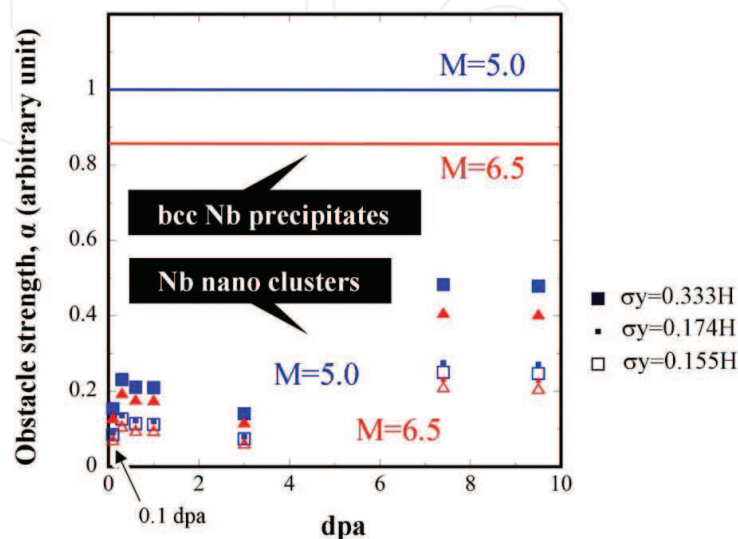 Obstacle strength, α (arbitrary unit)
1
0.8
0.6
0.4
0.2
0
M=5.0
M=6.5
bcc Nb precipitates
Nb nano clusters
M=5.0
M=6.5
σy=0.333H
σy=0.174H
σy=0.155H
0 2 4 6 8 10
0.1 dpa
dpa